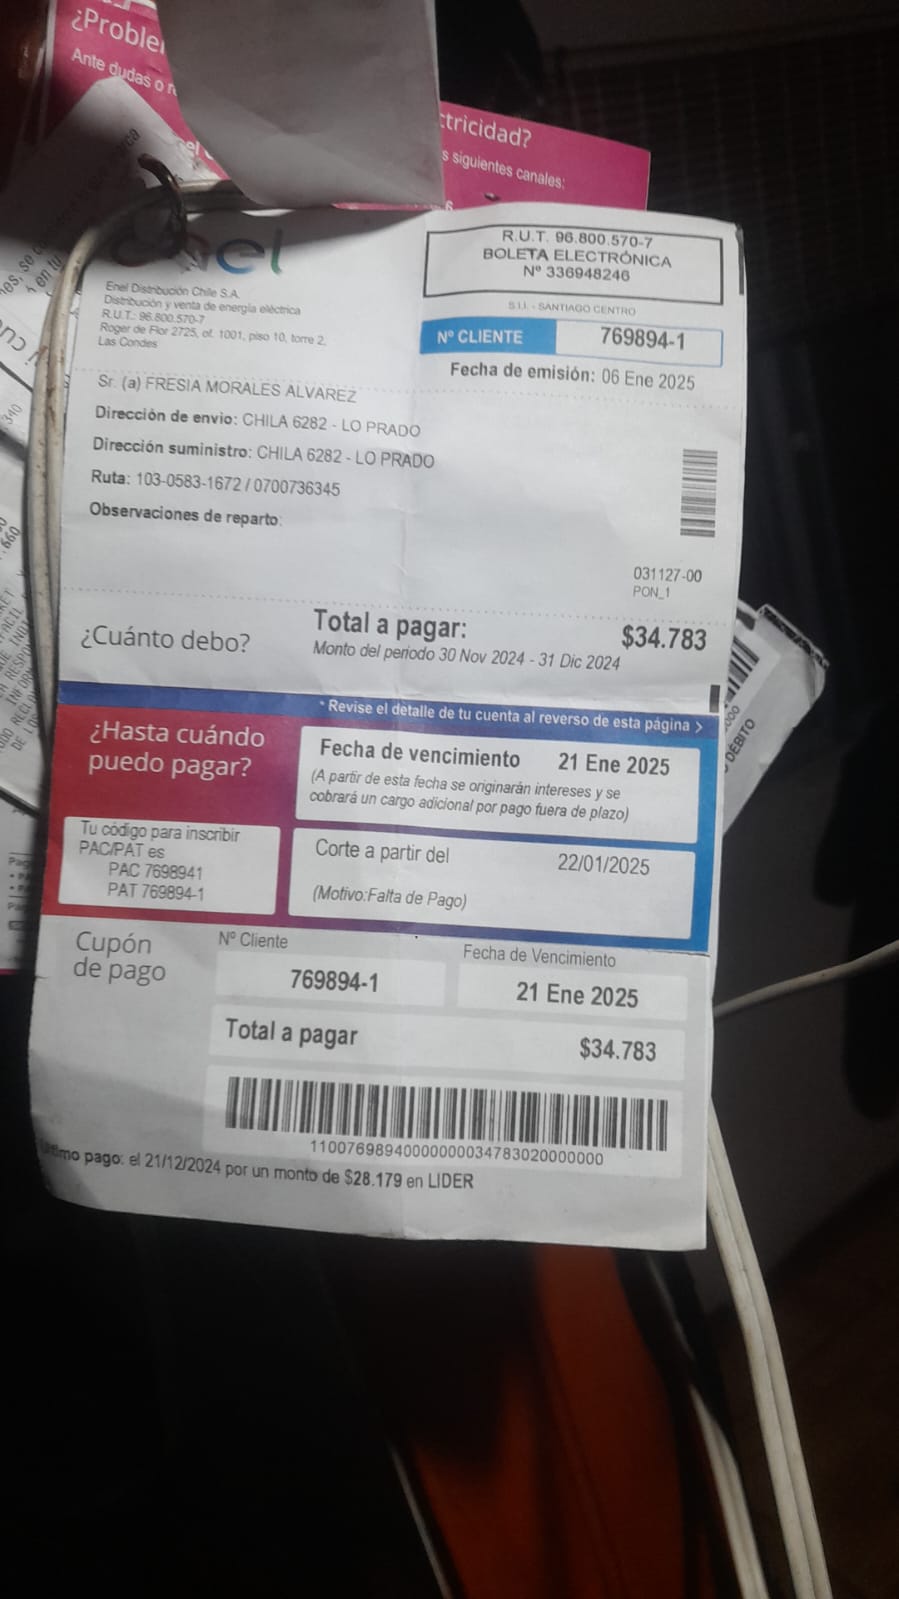 ¿Proble
Ante dudas o r
ctricidad?
s siguientes canales:
enel
Enel Distribución Chile S.A.
Distribución y venta de energía eléctrica
R.U.T.: 96.800.570-7
Roger de Flor 2725, of. 1001, piso 10, torre 2,
Las Condes
R.U.T. 96.800.570-7
BOLETA ELECTRÓNICA
Nº 336948246
S.I.I. - SANTIAGO CENTRO
Nº CLIENTE 769894-1
Fecha de emisión: 06 Ene 2025
Sr. (a) FRESIA MORALES ALVAREZ
Dirección de envio: CHILA 6282 - LO PRADO
Dirección suministro: CHILA 6282 - LO PRADO
Ruta: 103-0583-1672 / 0700736345
Observaciones de reparto:
031127-00
PON_1
¿Cuánto debo?
Total a pagar: $34.783
Monto del periodo 30 Nov 2024 - 31 Dic 2024
* Revise el detalle de tu cuenta al reverso de esta página >
¿Hasta cuándo
puedo pagar?
Fecha de vencimiento 21 Ene 2025
(A partir de esta fecha se originarán intereses y se
cobrará un cargo adicional por pago fuera de plazo)
Tu código para inscribir
PAC/PAT es
PAC 7698941
PAT 769894-1
Corte a partir del 22/01/2025
(Motivo:Falta de Pago)
Cupón
de pago
Nº Cliente
769894-1
Fecha de Vencimiento
21 Ene 2025
Total a pagar $34.783
110076989400000000034783020000000
Último pago: el 21/12/2024 por un monto de $28.179 en LIDER
DÉBITO